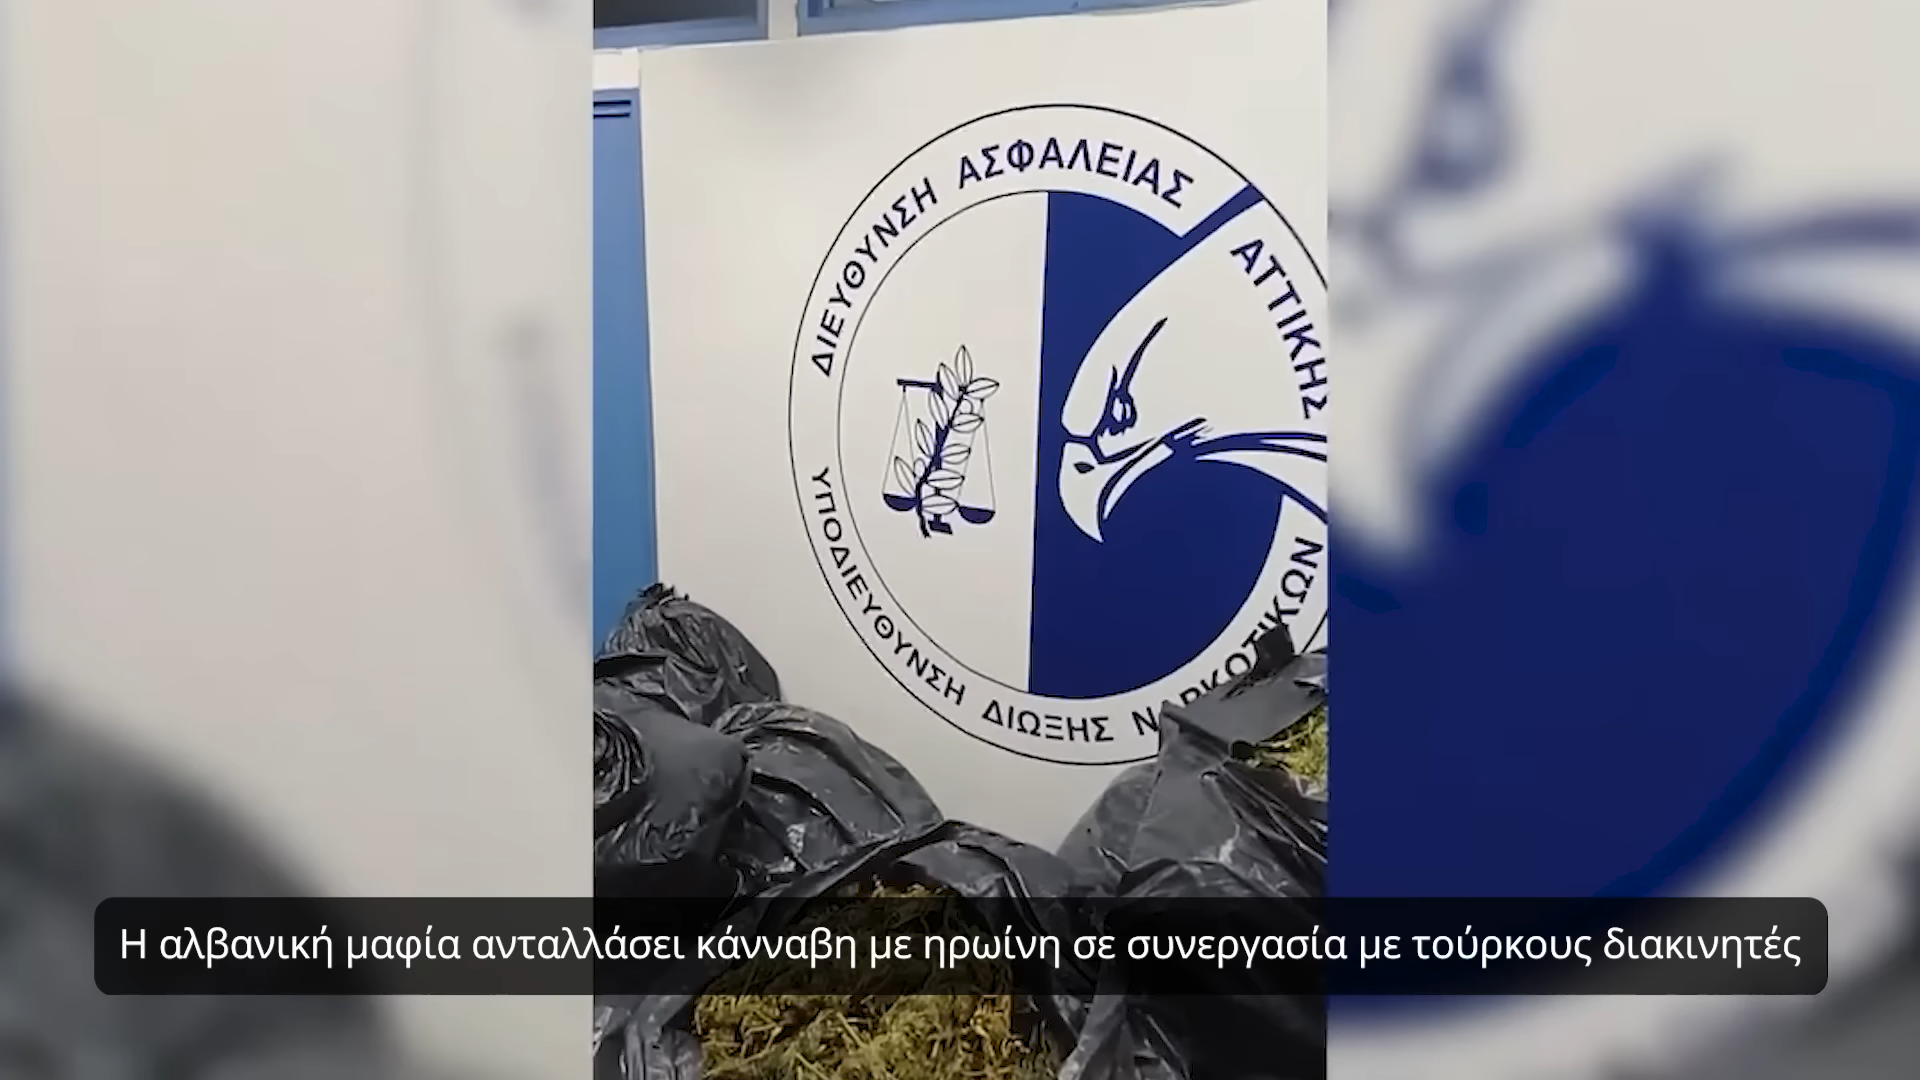 ΔΙΕΥΘΥΝΣΗ ΑΣΦΑΛΕΙΑΣ ΑΤΤΙΚΗΣ
ΥΠΟΔΙΕΥΘΥΝΣΗ ΔΙΩΞΗΣ ΝΑΡΚΩΤΙΚΩΝ
Η αλβανική μαφία ανταλλάσει κάνναβη με ηρωίνη σε συνεργασία με τούρκους διακινητές